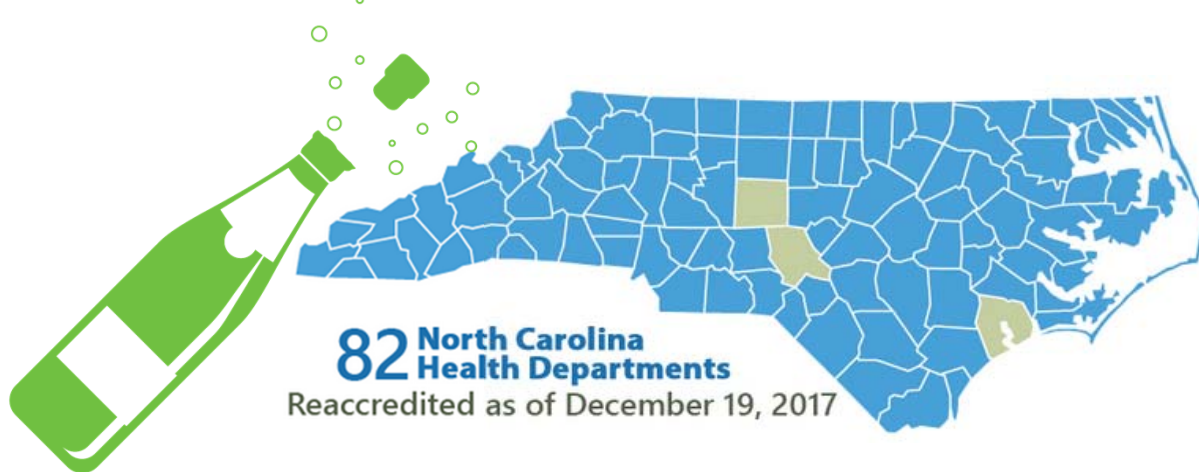 82 North Carolina
Health Departments
Reaccredited as of December 19, 2017